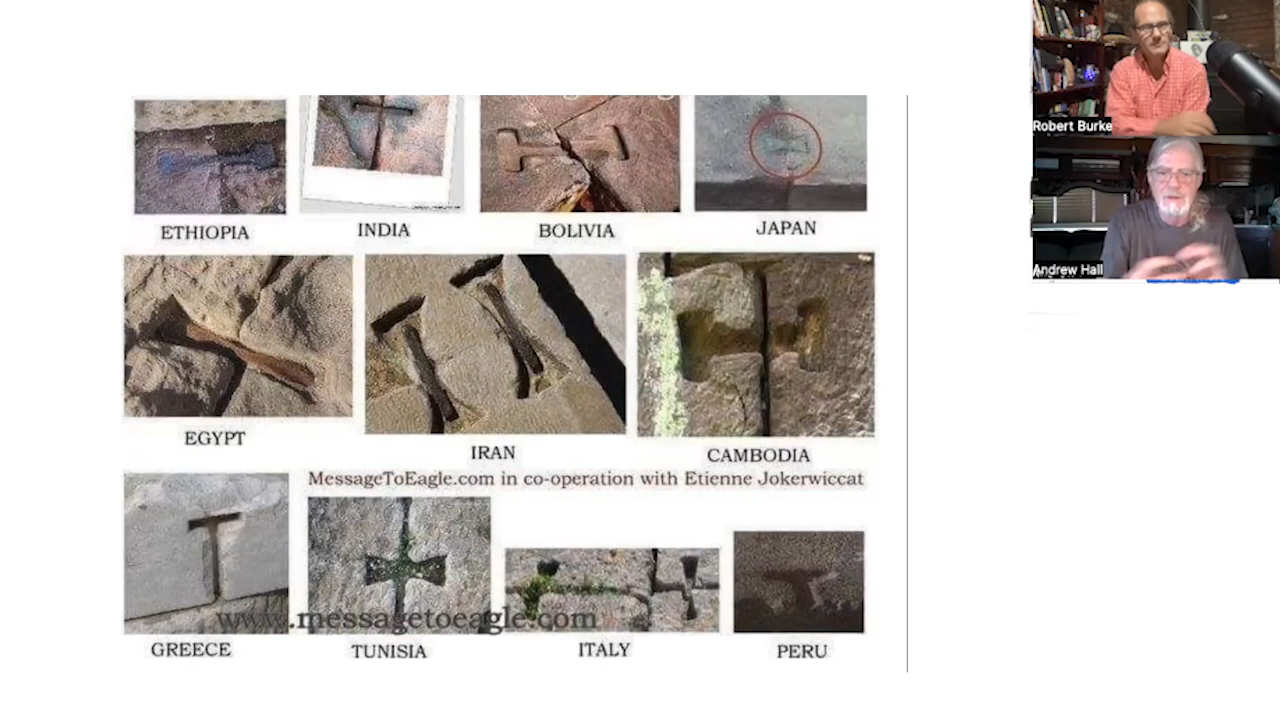 Robert Burke
ETHIOPIA
INDIA
BOLIVIA
JAPAN
Andrew Hall
EGYPT
IRAN
CAMBODIA
MessageToEagle.com in co-operation with Etienne Jokerwiccat
www.messagetoeagle.com
GREECE
TUNISIA
ITALY
PERU